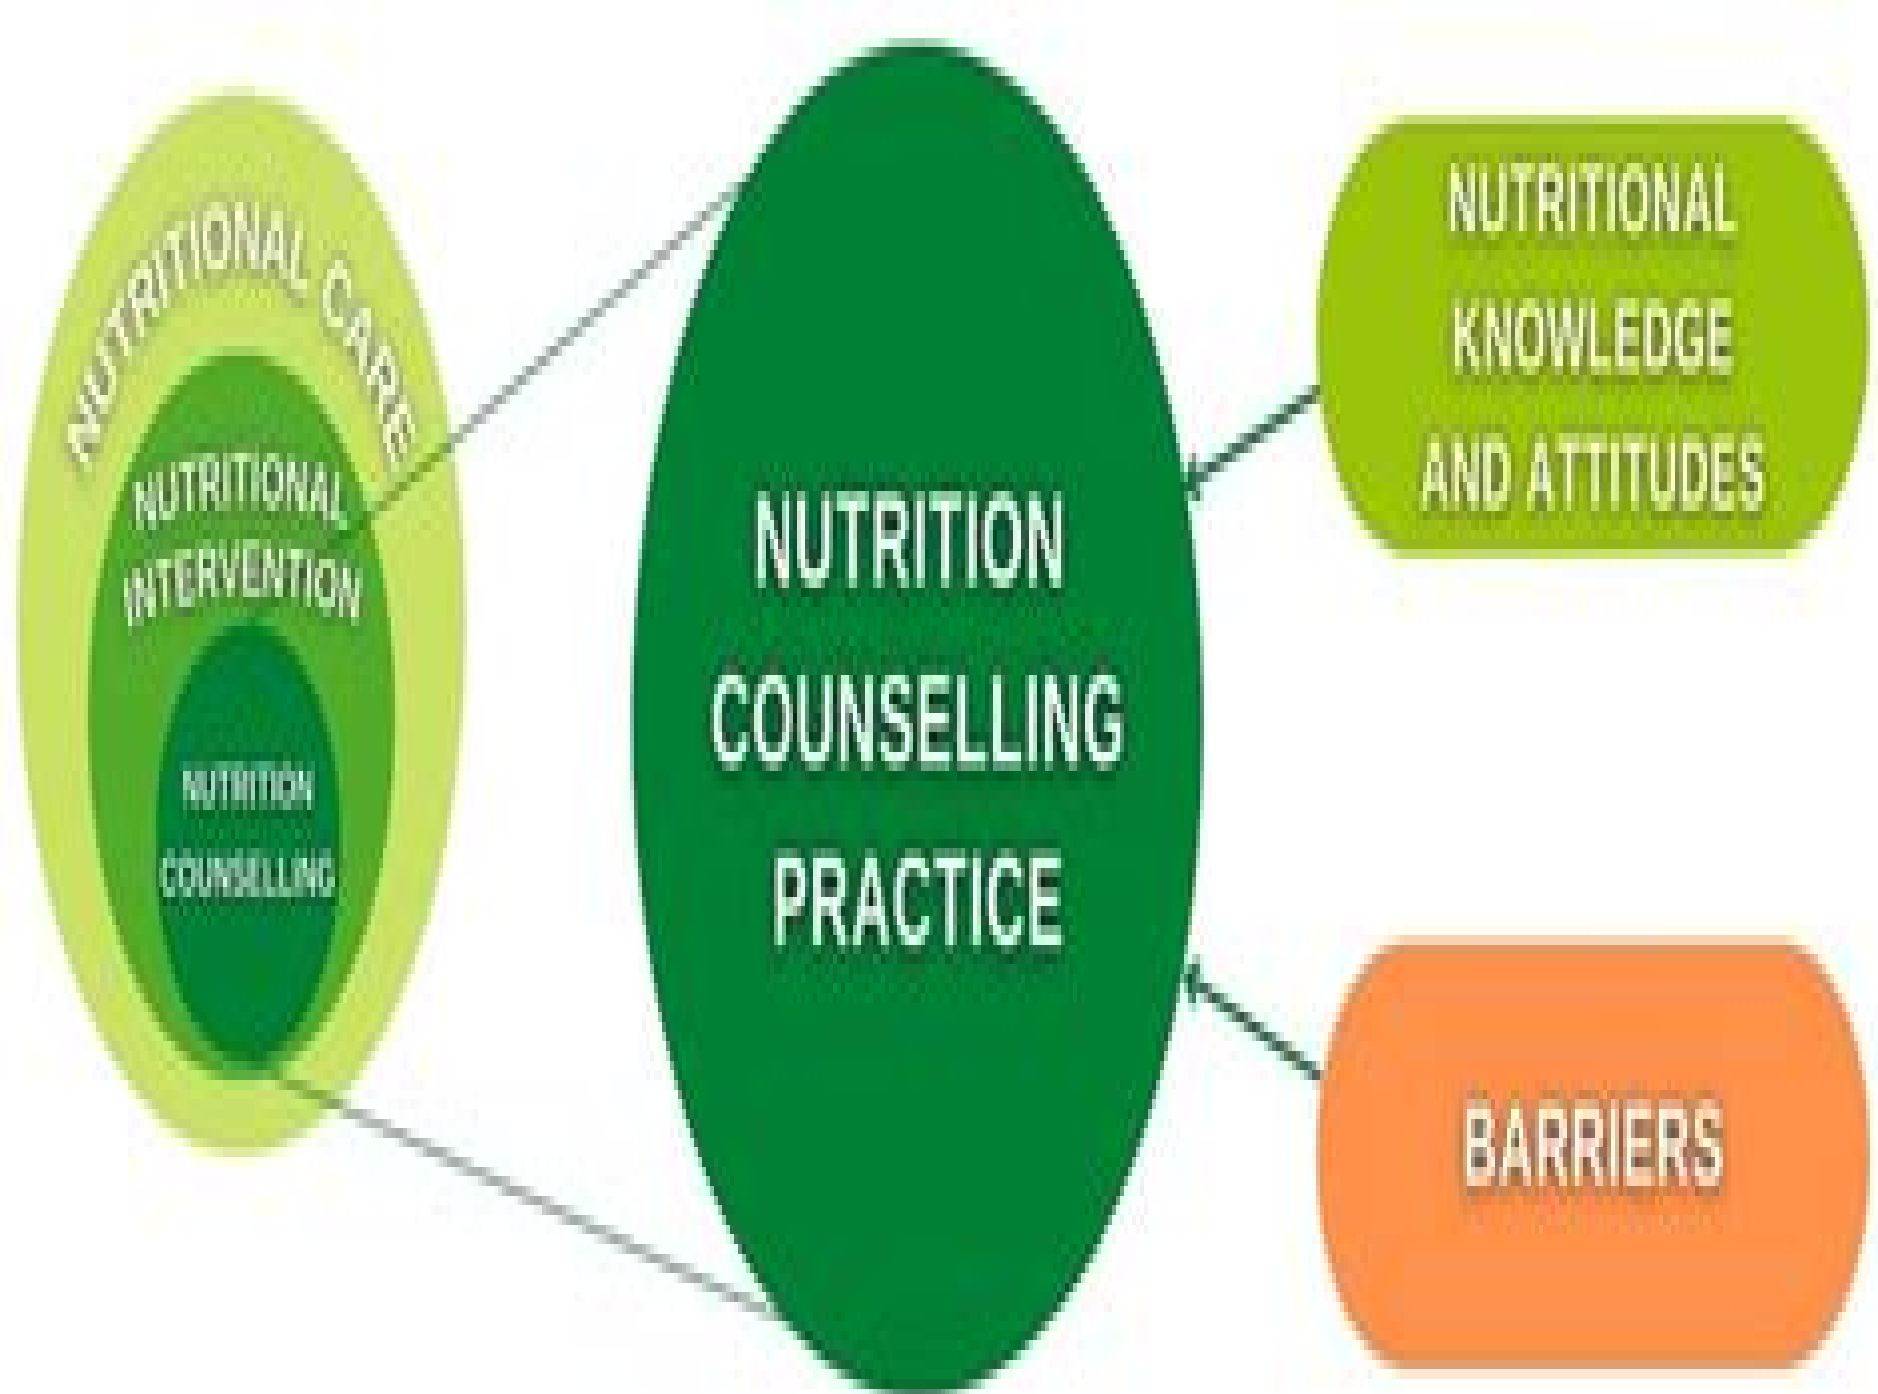 NUTRITIONAL CARE
NUTRITIONAL
INTERVENTION
NUTRITION
COUNSELLING
NUTRITION
COUNSELLING
PRACTICE
NUTRITIONAL
KNOWLEDGE
AND ATTITUDES
BARRIERS